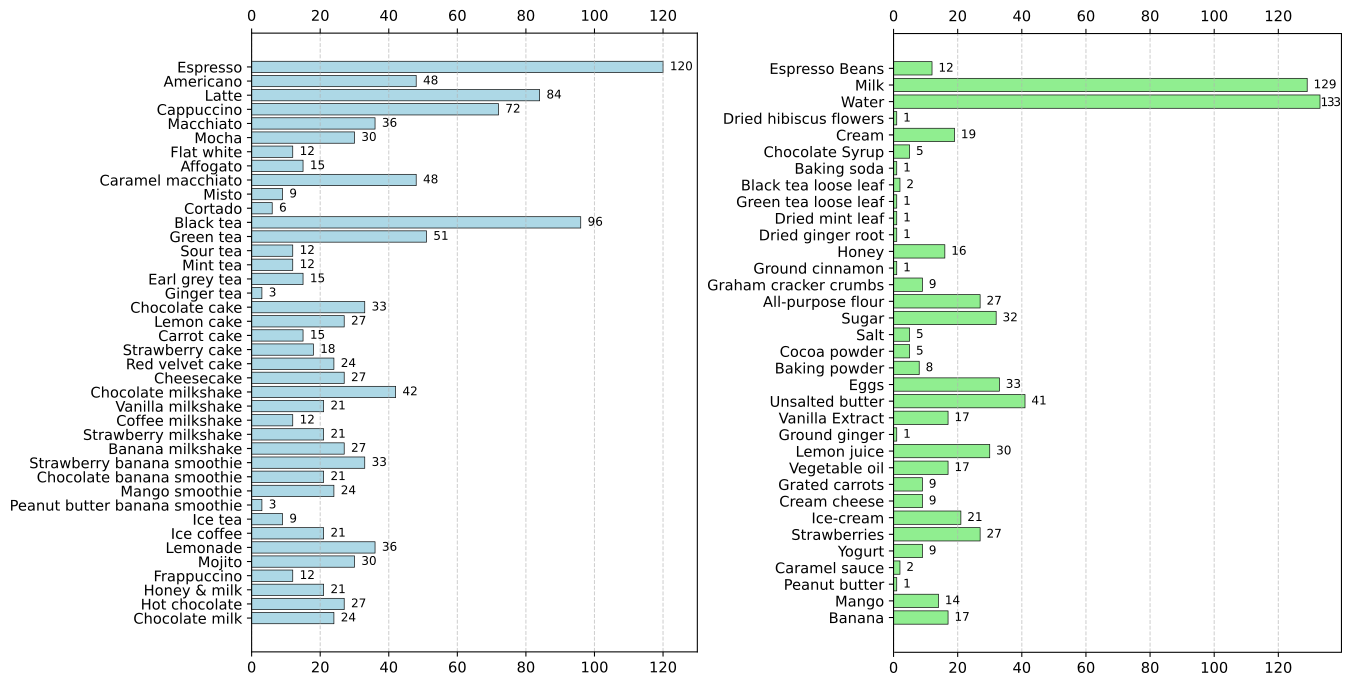 0 20 40 60 80 100 120
Espresso 120
Americano 48
Latte 84
Cappuccino 72
Macchiato 36
Mocha 30
Flat white 12
Affogato 15
Caramel macchiato 48
Misto 9
Cortado 6
Black tea 96
Green tea 51
Sour tea 12
Mint tea 12
Earl grey tea 15
Ginger tea 3
Chocolate cake 33
Lemon cake 27
Carrot cake 15
Strawberry cake 18
Red velvet cake 24
Cheesecake 27
Chocolate milkshake 42
Vanilla milkshake 21
Coffee milkshake 12
Strawberry milkshake 21
Banana milkshake 27
Strawberry banana smoothie 33
Chocolate banana smoothie 21
Mango smoothie 24
Peanut butter banana smoothie 3
Ice tea 9
Ice coffee 21
Lemonade 36
Mojito 30
Frappuccino 12
Honey & milk 21
Hot chocolate 27
Chocolate milk 24
0 20 40 60 80 100 120
0 20 40 60 80 100 120
Espresso Beans 12
Milk 129
Water 133
Dried hibiscus flowers 1
Cream 19
Chocolate Syrup 5
Baking soda 1
Black tea loose leaf 2
Green tea loose leaf 1
Dried mint leaf 1
Dried ginger root 1
Honey 16
Ground cinnamon 1
Graham cracker crumbs 9
All-purpose flour 27
Sugar 32
Salt 5
Cocoa powder 5
Baking powder 8
Eggs 33
Unsalted butter 41
Vanilla Extract 17
Ground ginger 1
Lemon juice 30
Vegetable oil 17
Grated carrots 9
Cream cheese 9
Ice-cream 21
Strawberries 27
Yogurt 9
Caramel sauce 2
Peanut butter 1
Mango 14
Banana 17
0 20 40 60 80 100 120